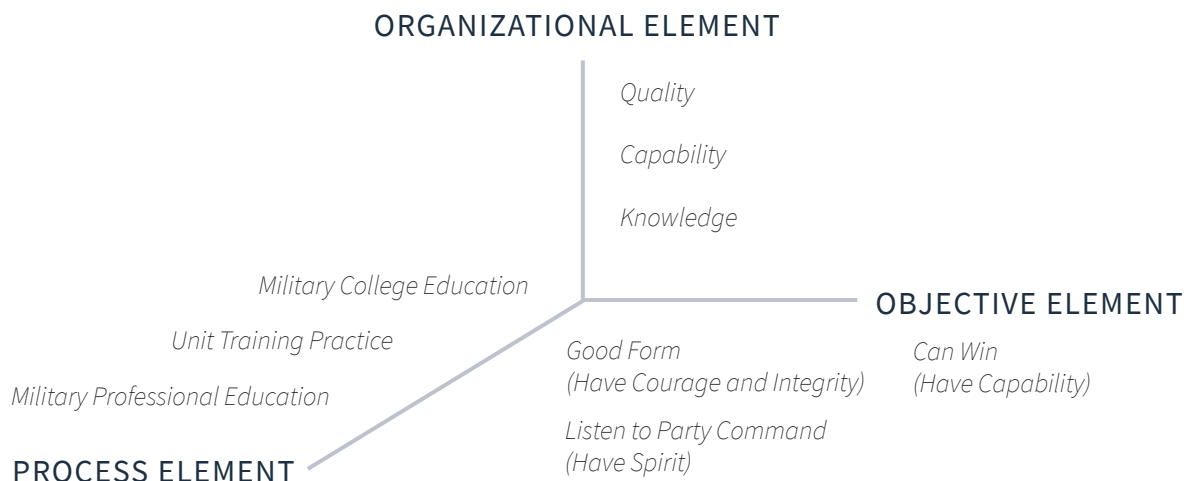 ORGANIZATIONAL ELEMENT
Quality
Capability
Knowledge
Military College Education
Unit Training Practice
Military Professional Education
PROCESS ELEMENT
OBJECTIVE ELEMENT
Good Form
(Have Courage and Integrity)
Listen to Party Command
(Have Spirit)
Can Win
(Have Capability)